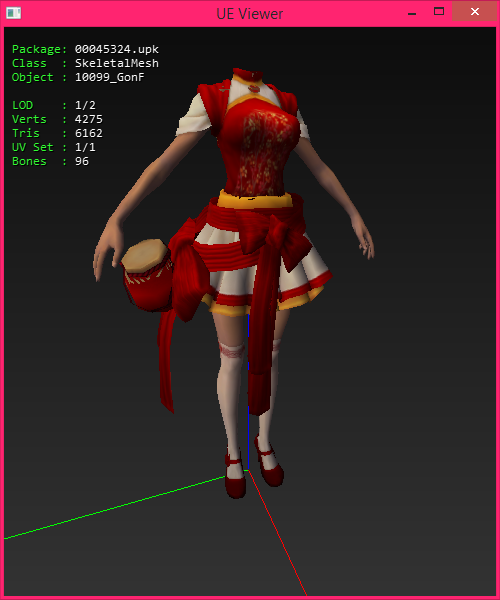 UE Viewer
Package: 00045324.upk
Class : SkeletalMesh
Object : 10099_GonF
LOD : 1/2
Verts : 4275
Tris : 6162
UV Set : 1/1
Bones : 96